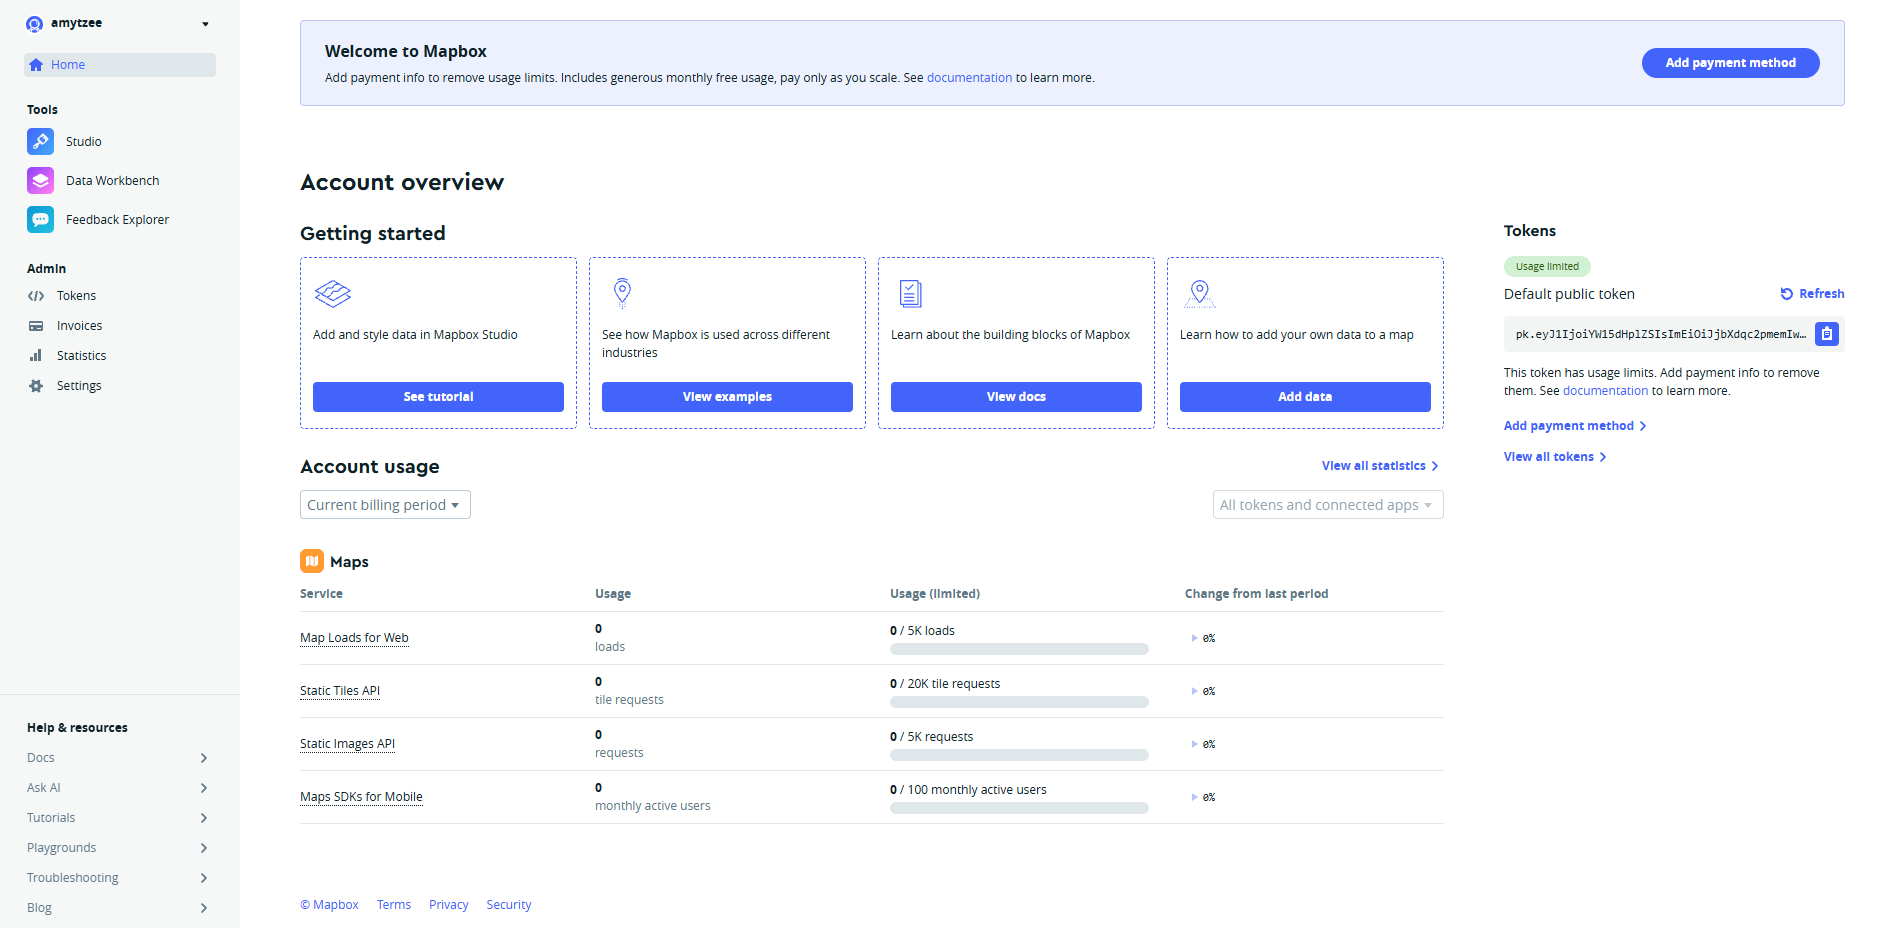 amytzee
Home
Tools
Studio
Data Workbench
Feedback Explorer
Admin
Tokens
Invoices
Statistics
Settings
Help & resources
Docs
Ask AI
Tutorials
Playgrounds
Troubleshooting
Blog
Welcome to Mapbox
Add payment info to remove usage limits. Includes generous monthly free usage, pay only as you scale. See documentation to learn more.
Add payment method
Account overview
Getting started
Add and style data in Mapbox Studio
See tutorial
See how Mapbox is used across different
industries
View examples
Learn about the building blocks of Mapbox
View docs
Learn how to add your own data to a map
Add data
Account usage
View all statistics
Current billing period
All tokens and connected apps
Maps
Service Usage Usage (limited) Change from last period
Map Loads for Web
0
loads
0 / 5K loads
0%
Static Tiles API
0
tile requests
0 / 20K tile requests
0%
Static Images API
0
requests
0 / 5K requests
0%
Maps SDKs for Mobile
0
monthly active users
0 / 100 monthly active users
0%
© Mapbox Terms Privacy Security
Tokens
Usage limited
Default public token
Refresh
pk.eyJ1IjoiYW15dHplZSIsImEiOiJjbXdqc2pmemIw…
This token has usage limits. Add payment info to remove
them. See documentation to learn more.
Add payment method
View all tokens